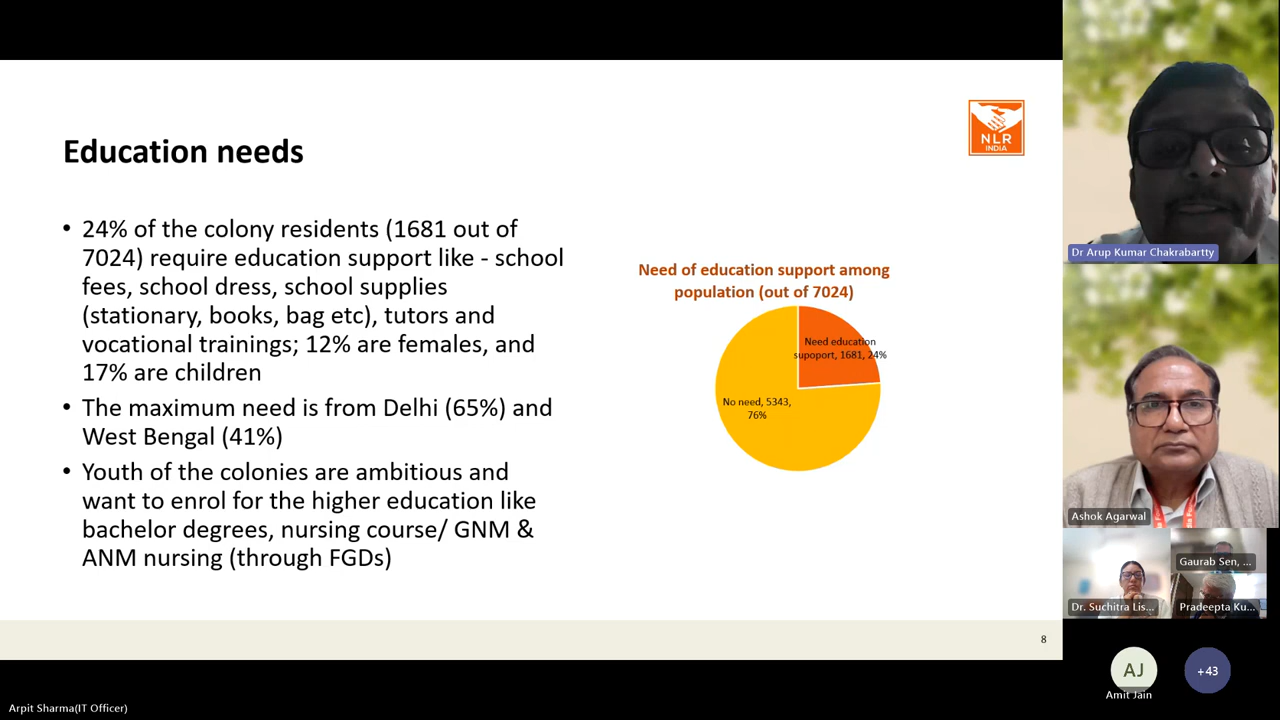 Education needs
NLR
INDIA
• 24% of the colony residents (1681 out of
7024) require education support like - school
fees, school dress, school supplies
(stationary, books, bag etc), tutors and
vocational trainings; 12% are females, and
17% are children
• The maximum need is from Delhi (65%) and
West Bengal (41%)
• Youth of the colonies are ambitious and
want to enrol for the higher education like
bachelor degrees, nursing course/ GNM &
ANM nursing (through FGDs)
Need of education support among
population (out of 7024)
Need education
supoport, 1681, 24%
No need, 5343,
76%
8
Dr Arup Kumar Chakrabartty
Ashok Agarwal
Gaurab Sen, ...
Dr. Suchitra Lis...
Pradeepta Ku...
AJ
+43
Amit Jain
Arpit Sharma(IT Officer)